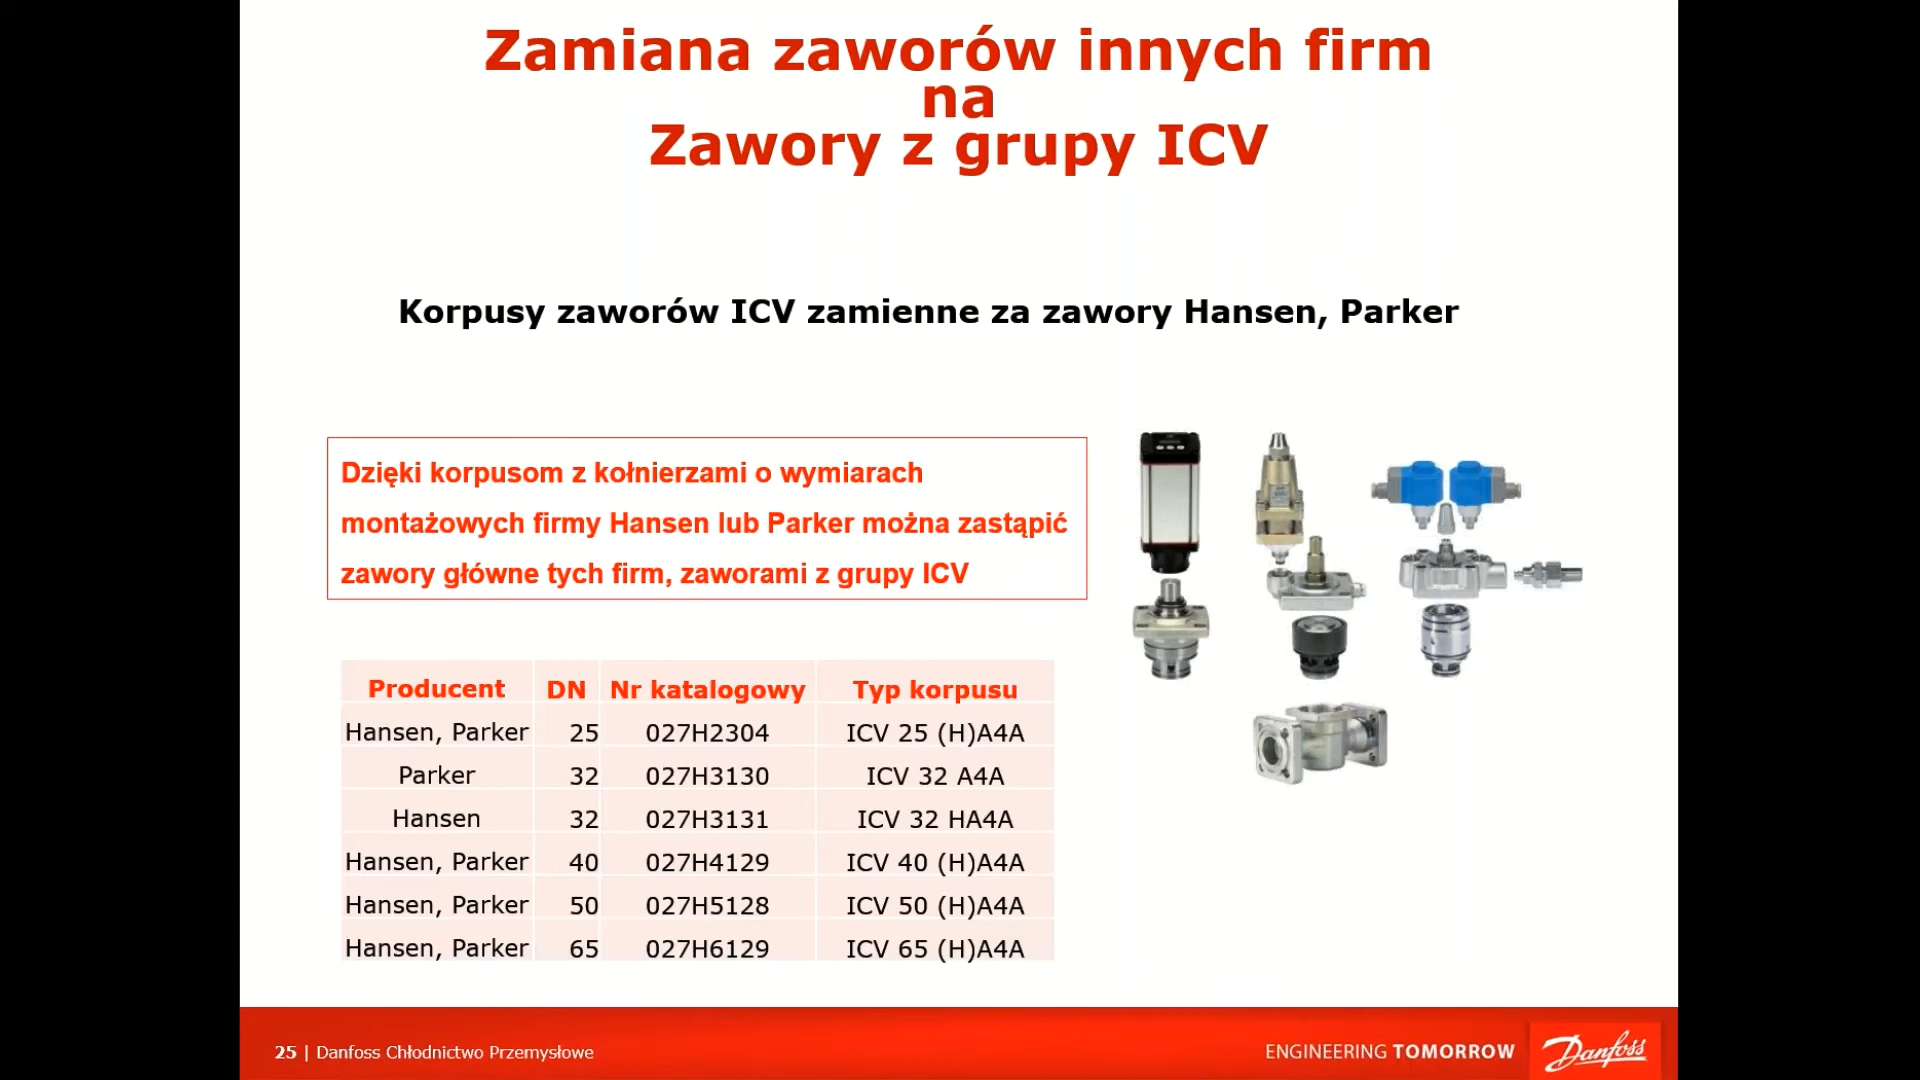 Zamiana zaworów innych firm
na
Zawory z grupy ICV
Korpusy zaworów ICV zamienne za zawory Hansen, Parker
Dzięki korpusom z kołnierzami o wymiarach
montażowych firmy Hansen lub Parker można zastąpić
zawory główne tych firm, zaworami z grupy ICV
Producent DN Nr katalogowy Typ korpusu
Hansen, Parker 25 027H2304 ICV 25 (H)A4A
Parker 32 027H3130 ICV 32 A4A
Hansen 32 027H3131 ICV 32 HA4A
Hansen, Parker 40 027H4129 ICV 40 (H)A4A
Hansen, Parker 50 027H5128 ICV 50 (H)A4A
Hansen, Parker 65 027H6129 ICV 65 (H)A4A
25 | Danfoss Chłodnictwo Przemysłowe
ENGINEERING TOMORROW
Danfoss